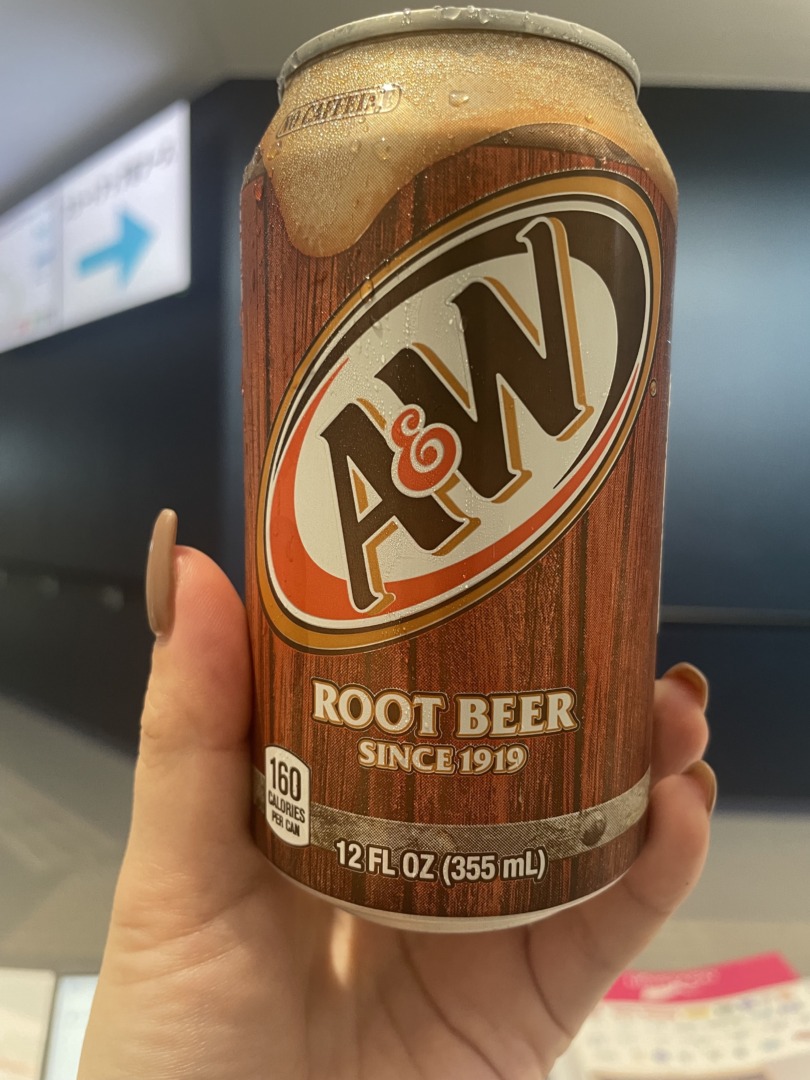 NO CAFFEINE
A&W
ROOT BEER
SINCE 1919
160
CALORIES
PER CAN
12 FL OZ (355 mL)